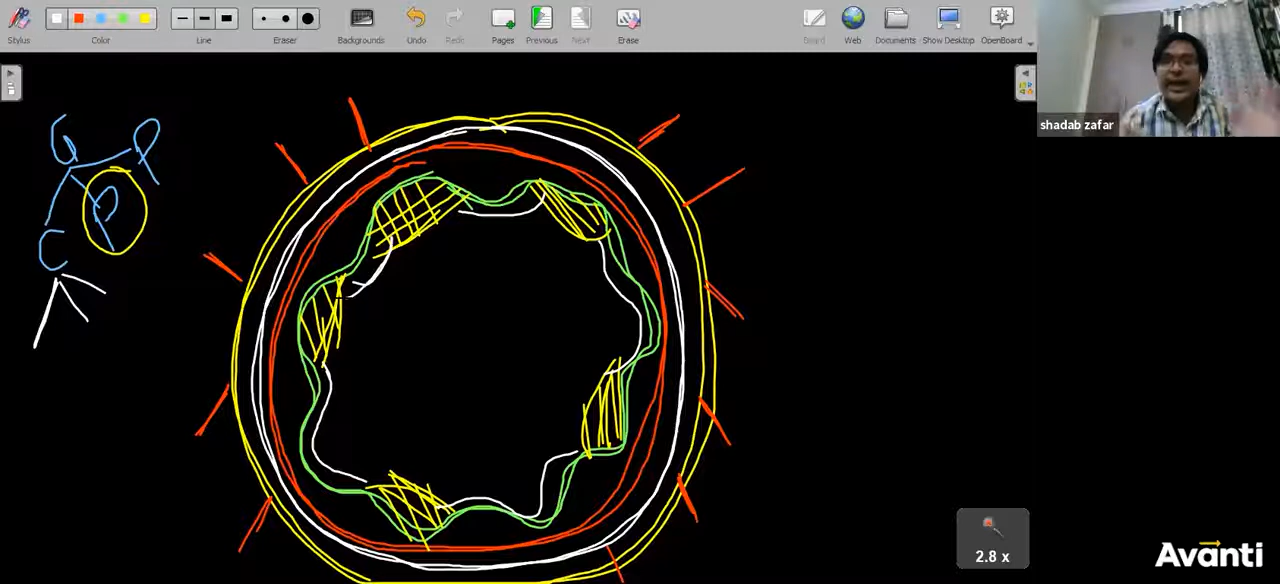 Stylus Color Line Eraser Backgrounds Undo Redo Pages Previous Next Erase Board Web Documents Show Desktop OpenBoard
shadab zafar
G P
P
C
2.8 x
Avanti